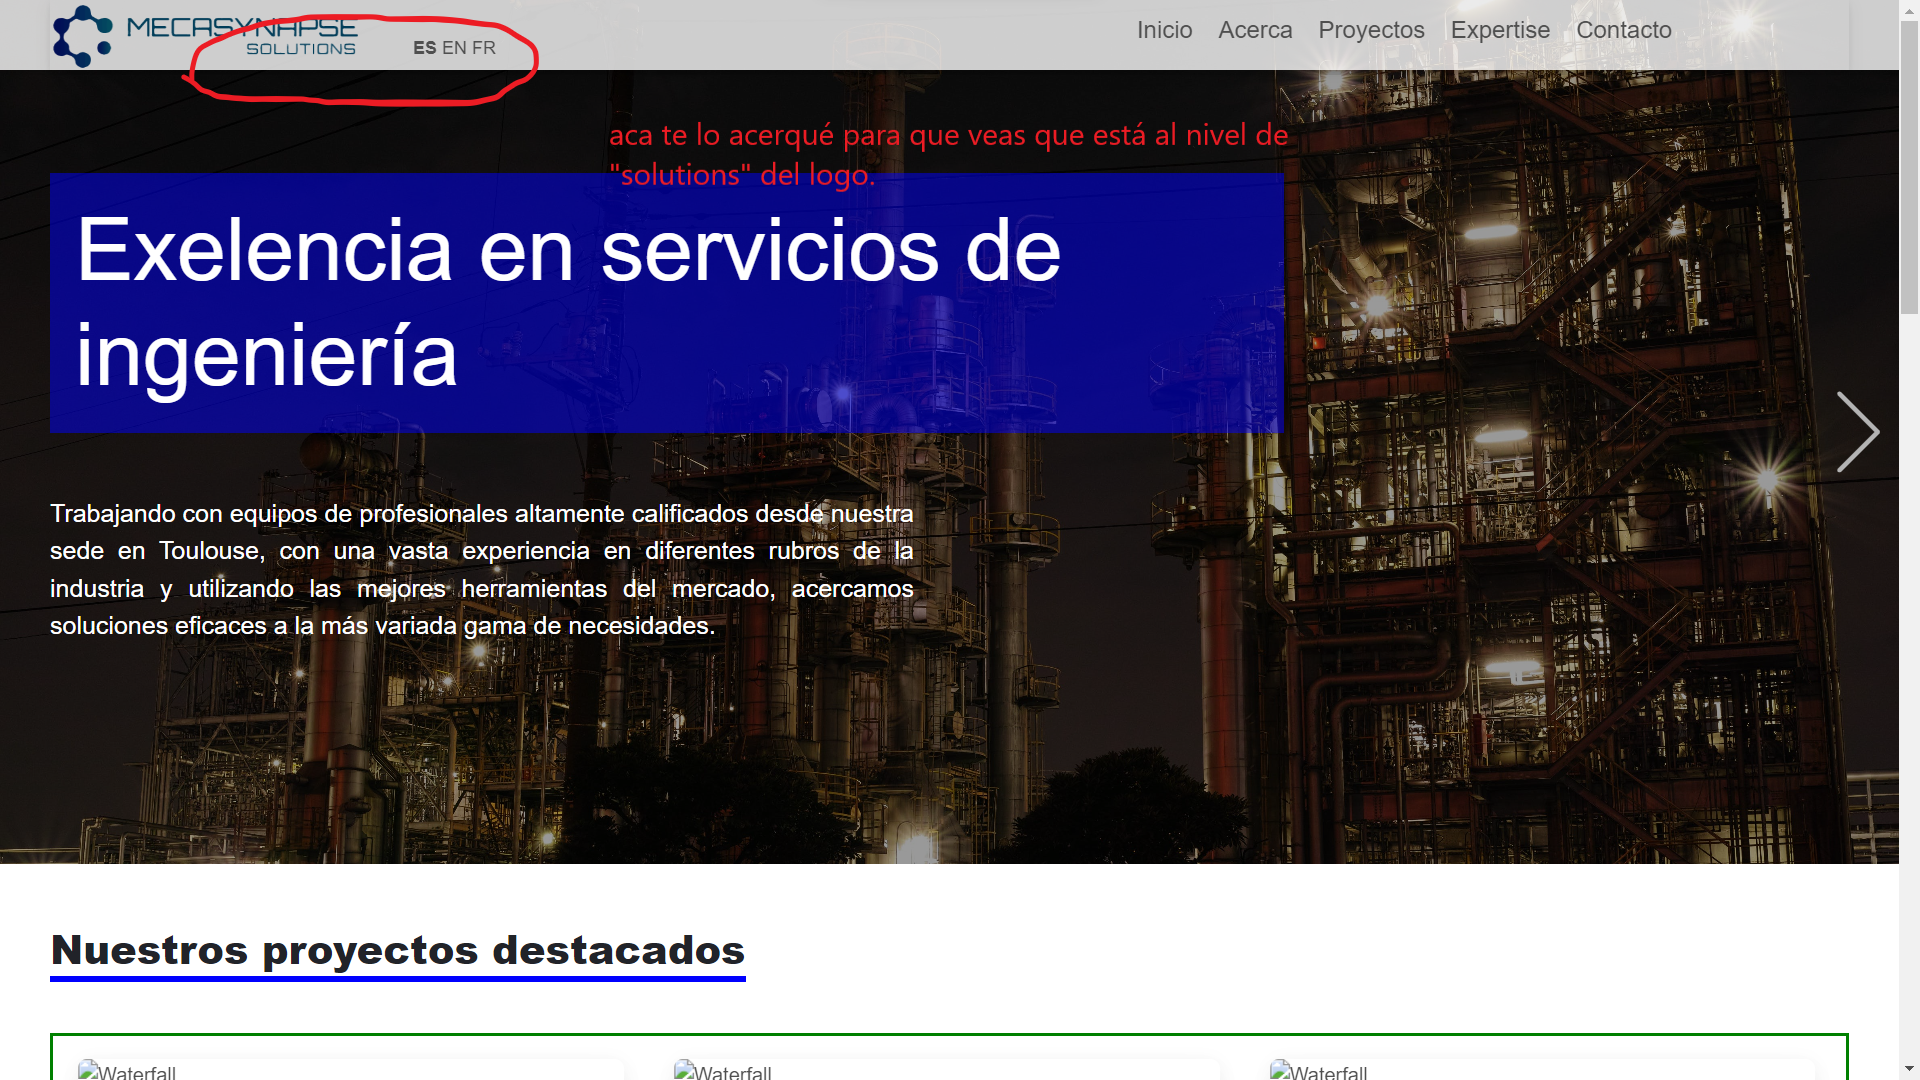 MECASYNAPSE
SOLUTIONS
ES EN FR
Inicio Acerca Proyectos Expertise Contacto
aca te lo acerqué para que veas que está al nivel de
"solutions" del logo.
Exelencia en servicios de
ingeniería
Trabajando con equipos de profesionales altamente calificados desde nuestra
sede en Toulouse, con una vasta experiencia en diferentes rubros de la
industria y utilizando las mejores herramientas del mercado, acercamos
soluciones eficaces a la más variada gama de necesidades.
Nuestros proyectos destacados
Waterfall Waterfall Waterfall